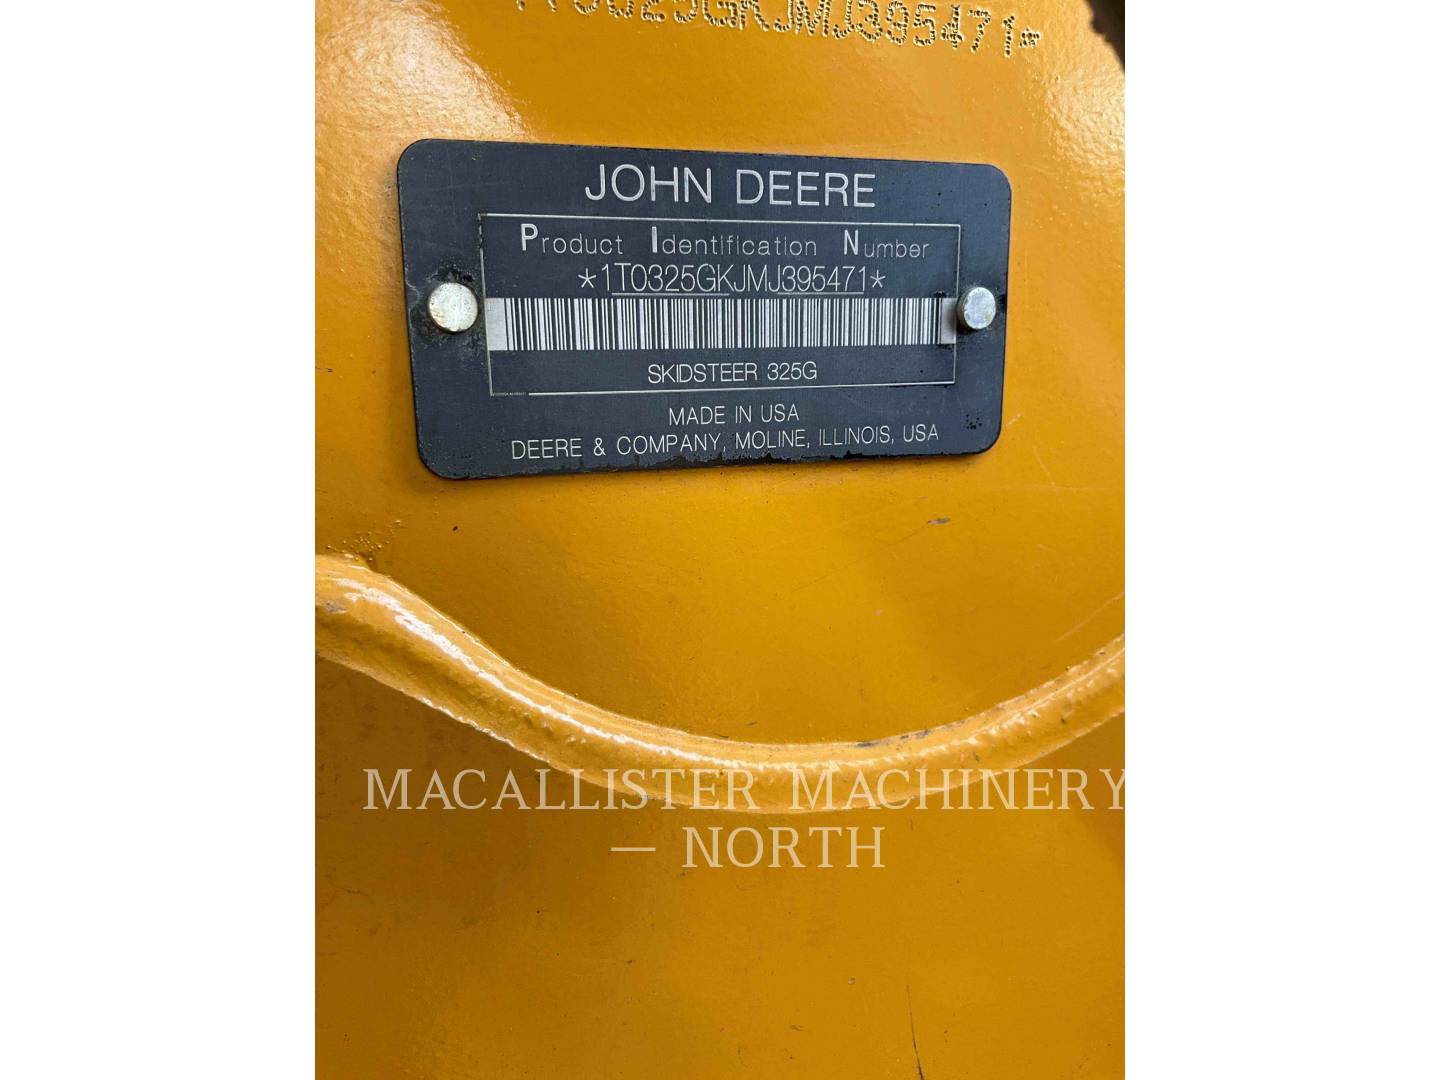 JOHN DEERE
Product Identification Number
*1T0325GKJMJ395471*
SKIDSTEER 325G
MADE IN USA
DEERE & COMPANY, MOLINE, ILLINOIS, USA
MACALLISTER MACHINERY
— NORTH